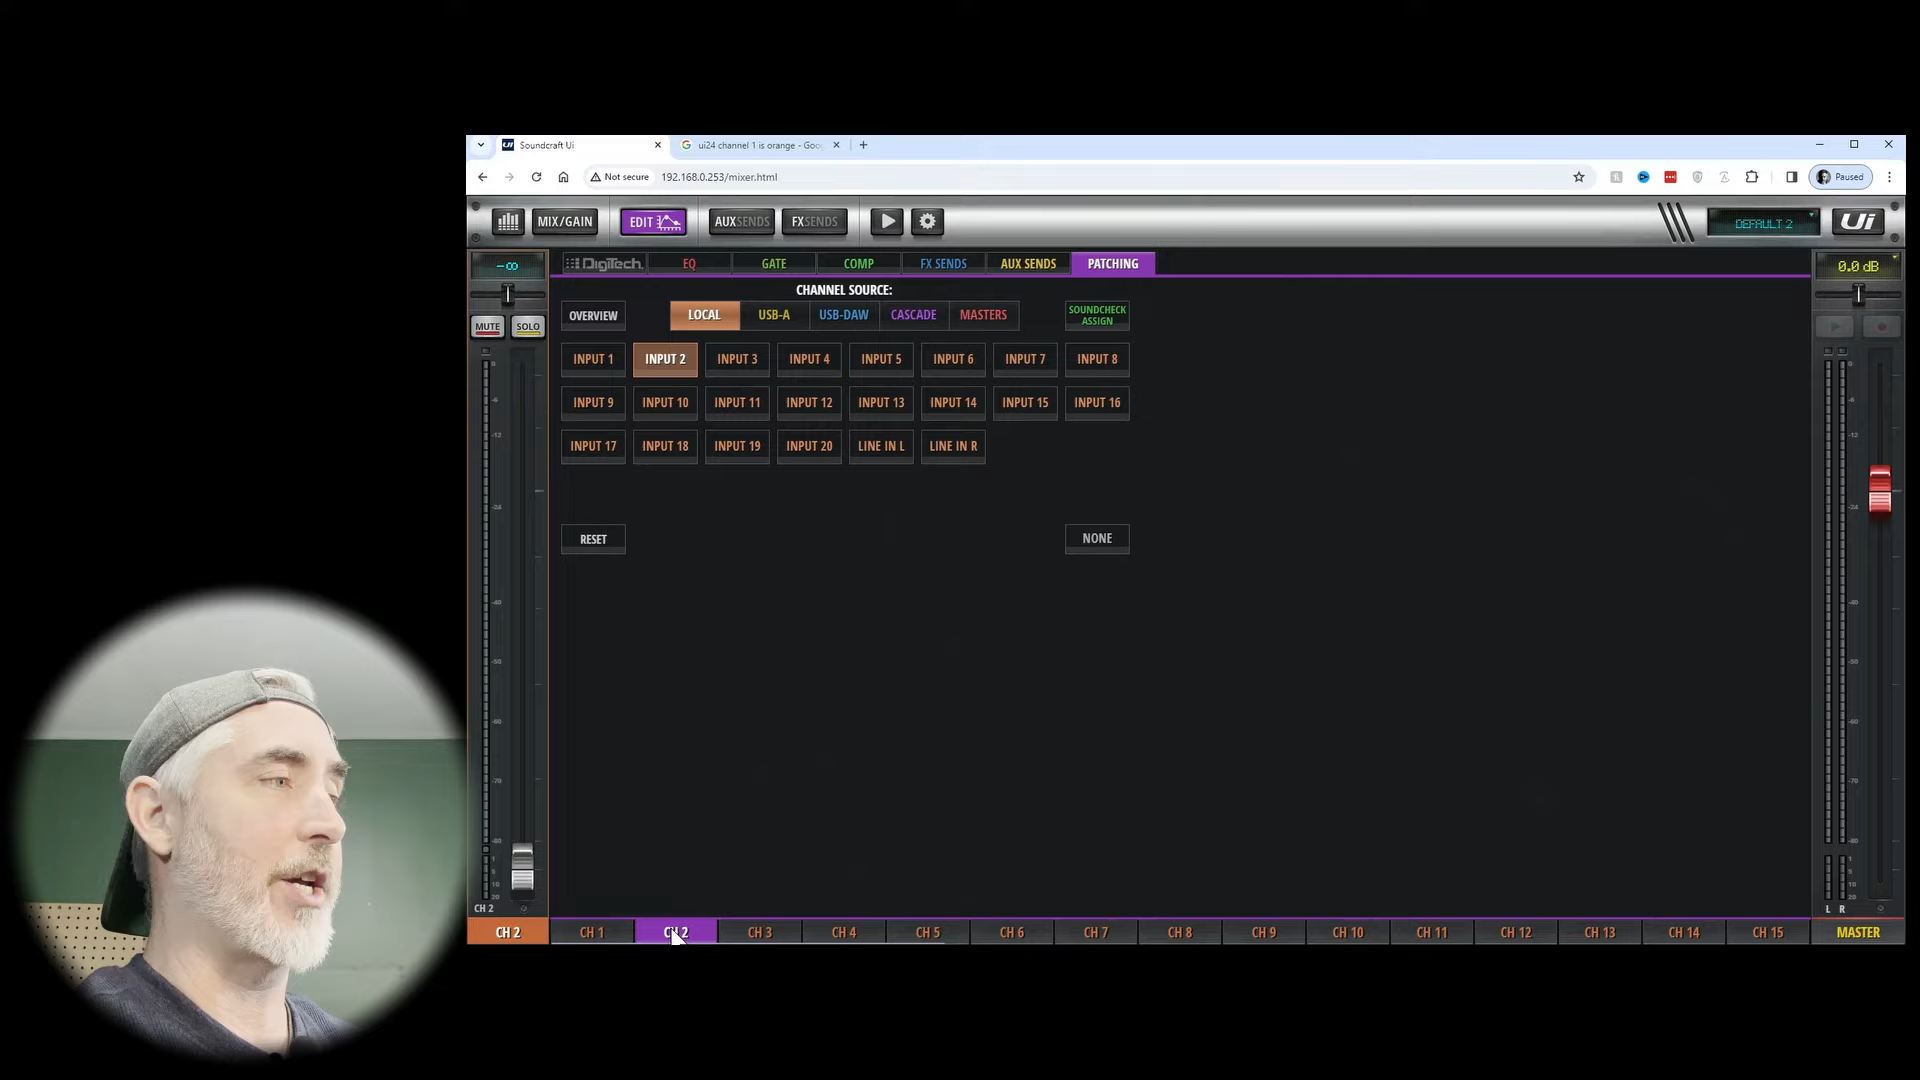 Soundcraft Ui
ui24 channel 1 is orange - Goo
Not secure 192.168.0.253/mixer.html
Paused
MIX/GAIN EDIT AUXSENDS FXSENDS DEFAULT 2 Ui
-∞ DigiTech EQ GATE COMP FX SENDS AUX SENDS PATCHING 0.0 dB
CHANNEL SOURCE:
OVERVIEW LOCAL USB-A USB-DAW CASCADE MASTERS SOUNDCHECK ASSIGN
MUTE SOLO
INPUT 1 INPUT 2 INPUT 3 INPUT 4 INPUT 5 INPUT 6 INPUT 7 INPUT 8
INPUT 9 INPUT 10 INPUT 11 INPUT 12 INPUT 13 INPUT 14 INPUT 15 INPUT 16
INPUT 17 INPUT 18 INPUT 19 INPUT 20 LINE IN L LINE IN R
RESET NONE
CH 2 L R
CH 2 CH 1 CH 2 CH 3 CH 4 CH 5 CH 6 CH 7 CH 8 CH 9 CH 10 CH 11 CH 12 CH 13 CH 14 CH 15 MASTER